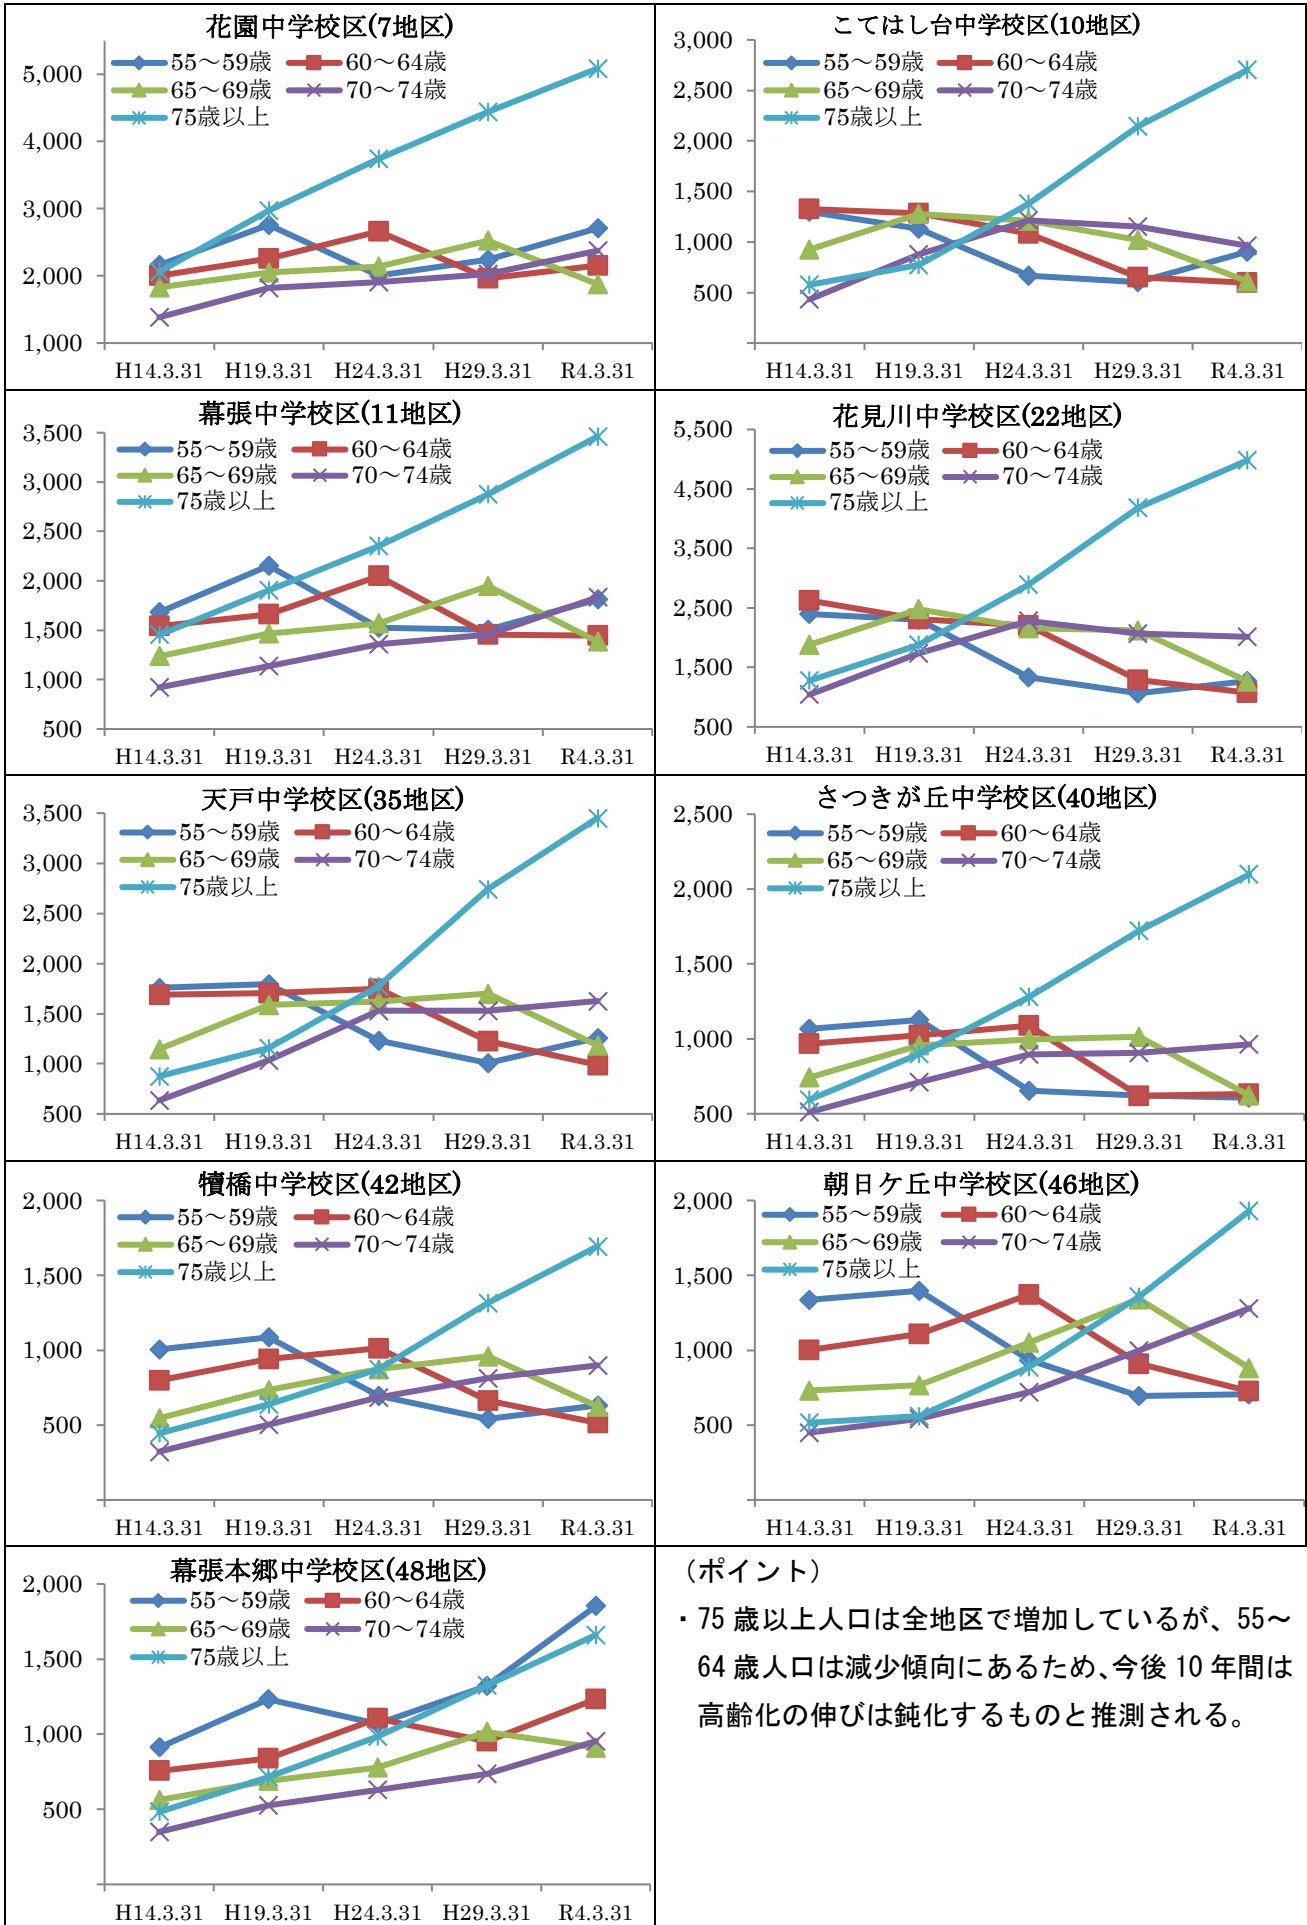 花園中学校区(7地区)
55～59歳 60～64歳
65～69歳 70～74歳
75歳以上
5,000
4,000
3,000
2,000
1,000
H14.3.31 H19.3.31 H24.3.31 H29.3.31 R4.3.31
こてはし台中学校区(10地区)
55～59歳 60～64歳
65～69歳 70～74歳
75歳以上
3,000
2,500
2,000
1,500
1,000
500
H14.3.31 H19.3.31 H24.3.31 H29.3.31 R4.3.31
幕張中学校区(11地区)
55～59歳 60～64歳
65～69歳 70～74歳
75歳以上
3,500
3,000
2,500
2,000
1,500
1,000
500
H14.3.31 H19.3.31 H24.3.31 H29.3.31 R4.3.31
花見川中学校区(22地区)
55～59歳 60～64歳
65～69歳 70～74歳
75歳以上
5,500
4,500
3,500
2,500
1,500
500
H14.3.31 H19.3.31 H24.3.31 H29.3.31 R4.3.31
天戸中学校区(35地区)
55～59歳 60～64歳
65～69歳 70～74歳
75歳以上
3,500
3,000
2,500
2,000
1,500
1,000
500
H14.3.31 H19.3.31 H24.3.31 H29.3.31 R4.3.31
さつきが丘中学校区(40地区)
55～59歳 60～64歳
65～69歳 70～74歳
75歳以上
2,500
2,000
1,500
1,000
500
H14.3.31 H19.3.31 H24.3.31 H29.3.31 R4.3.31
犢橋中学校区(42地区)
55～59歳 60～64歳
65～69歳 70～74歳
75歳以上
2,000
1,500
1,000
500
H14.3.31 H19.3.31 H24.3.31 H29.3.31 R4.3.31
朝日ケ丘中学校区(46地区)
55～59歳 60～64歳
65～69歳 70～74歳
75歳以上
2,000
1,500
1,000
500
H14.3.31 H19.3.31 H24.3.31 H29.3.31 R4.3.31
幕張本郷中学校区(48地区)
55～59歳 60～64歳
65～69歳 70～74歳
75歳以上
2,000
1,500
1,000
500
H14.3.31 H19.3.31 H24.3.31 H29.3.31 R4.3.31
（ポイント）
・75 歳以上人口は全地区で増加しているが、55～
64 歳人口は減少傾向にあるため、今後 10 年間は
高齢化の伸びは鈍化するものと推測される。